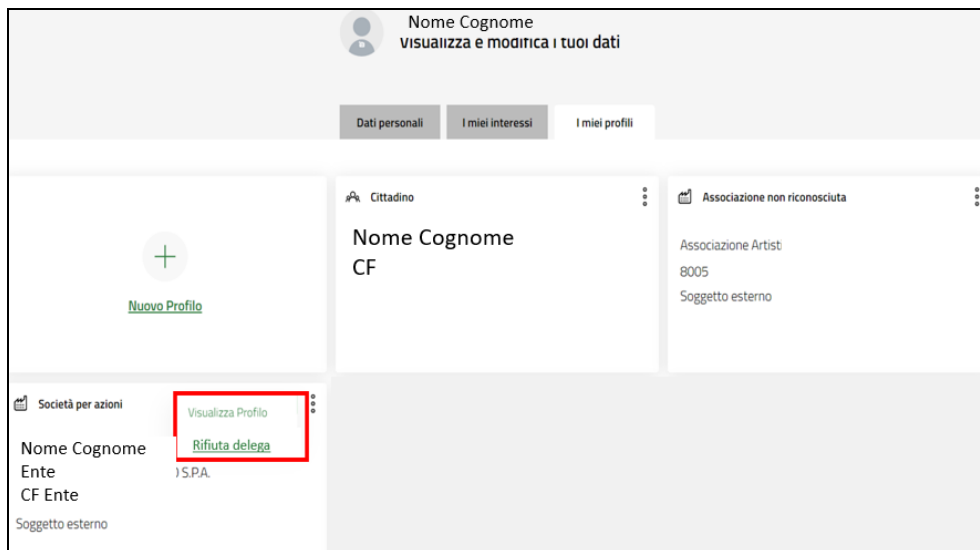 Nome Cognome
Visualizza e modifica i tuoi dati
Dati personali
I miei interessi
I miei profili
Nuovo Profilo
Cittadino
Nome Cognome
CF
Associazione non riconosciuta
Associazione Artisti
8005
Soggetto esterno
Società per azioni
Visualizza Profilo
Rifiuta delega
Nome Cognome
Ente
S.P.A.
CF Ente
Soggetto esterno